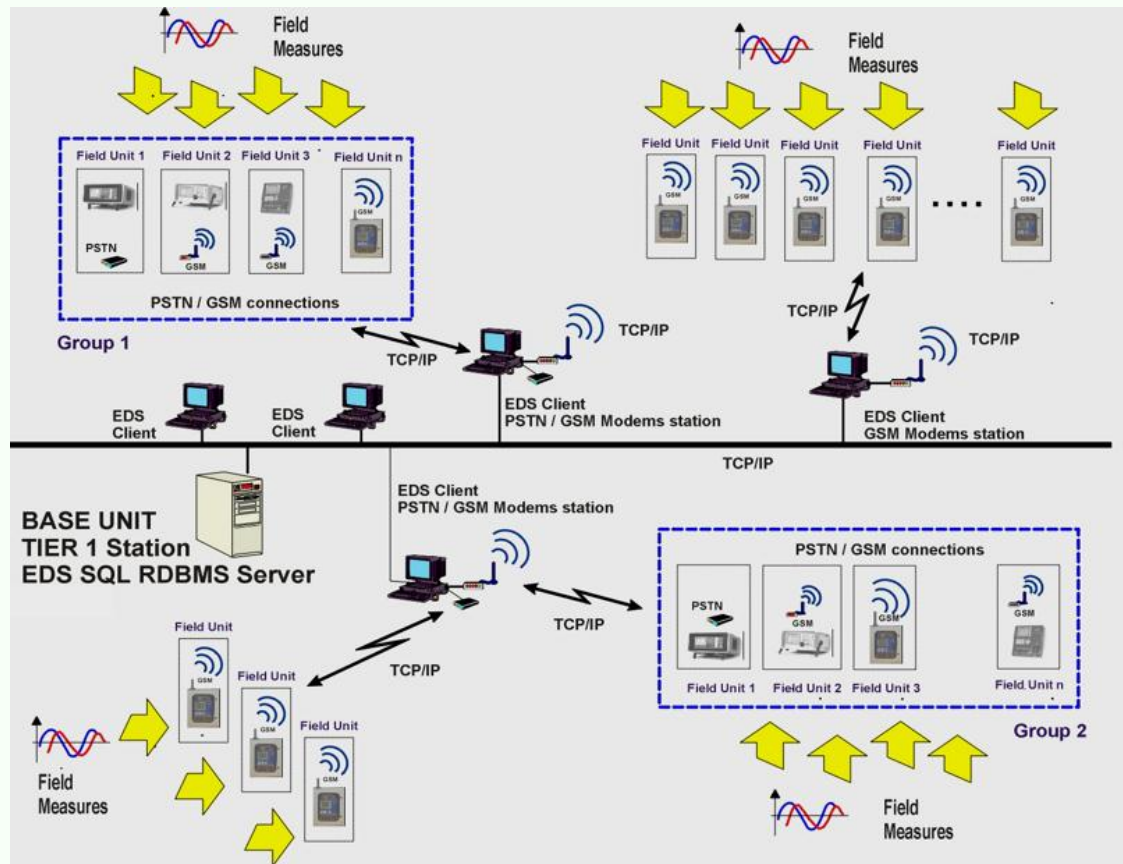 Field
Measures
Field
Measures
Field Unit 1
Field Unit 2
Field Unit 3
Field Unit n
GSM
PSTN
GSM
GSM
PSTN / GSM connections
Group 1
Field Unit
Field Unit
Field Unit
Field Unit
Field Unit
GSM
GSM
GSM
GSM
GSM
TCP/IP
TCP/IP
TCP/IP
TCP/IP
EDS
Client
EDS
Client
EDS Client
PSTN / GSM Modems station
EDS Client
GSM Modems station
TCP/IP
BASE UNIT
TIER 1 Station
EDS SQL RDBMS Server
EDS Client
PSTN / GSM Modems station
TCP/IP
TCP/IP
PSTN / GSM connections
PSTN
GSM
GSM
GSM
Field Unit 1
Field Unit 2
Field Unit 3
Field Unit n
Group 2
Field Unit
GSM
Field Unit
GSM
Field Unit
GSM
Field
Measures
Field
Measures